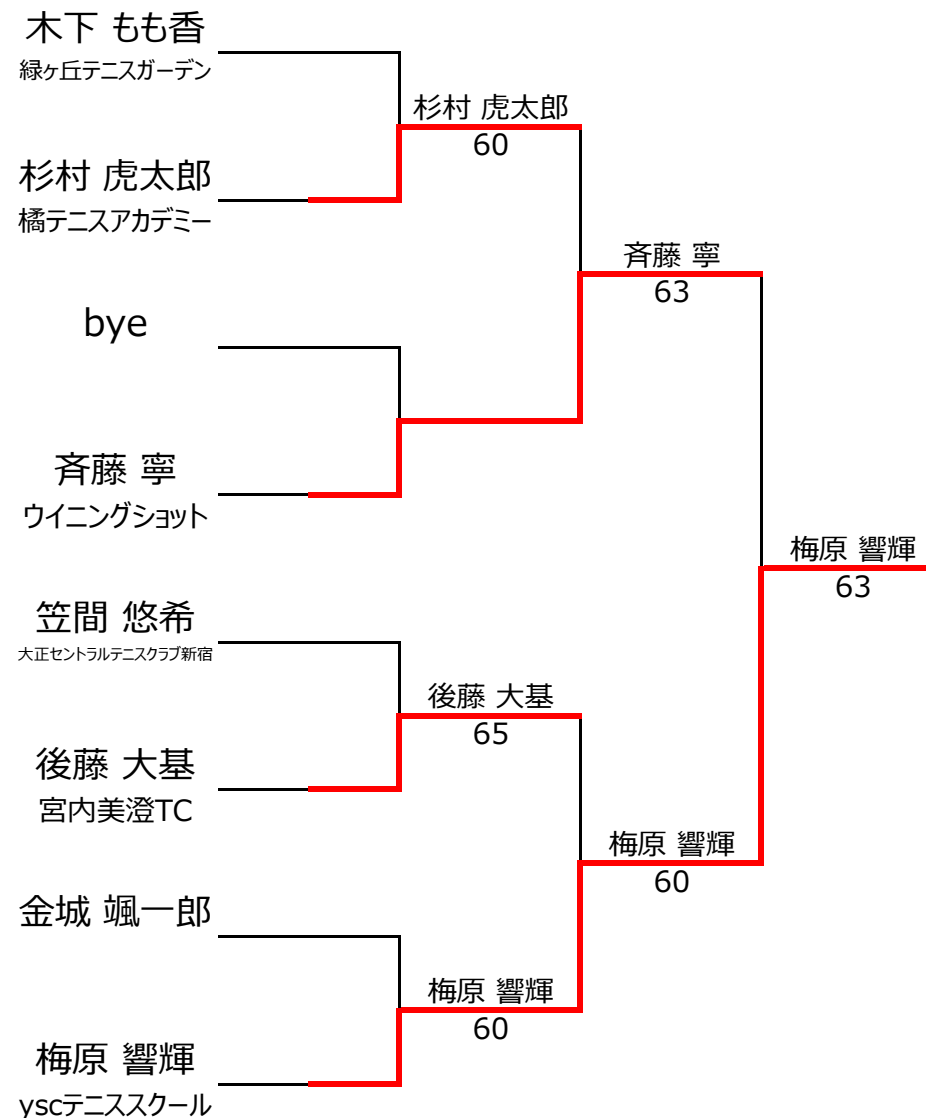 木下 もも香
緑ヶ丘テニスガーデン
杉村 虎太郎
60
杉村 虎太郎
橘テニスアカデミー
斉藤 寧
63
bye
斉藤 寧
ウイニングショット
梅原 響輝
63
笠間 悠希
大正セントラルテニスクラブ新宿
後藤 大基
65
後藤 大基
宮内美澄TC
梅原 響輝
60
金城 颯一郎
梅原 響輝
60
梅原 響輝
yscテニススクール